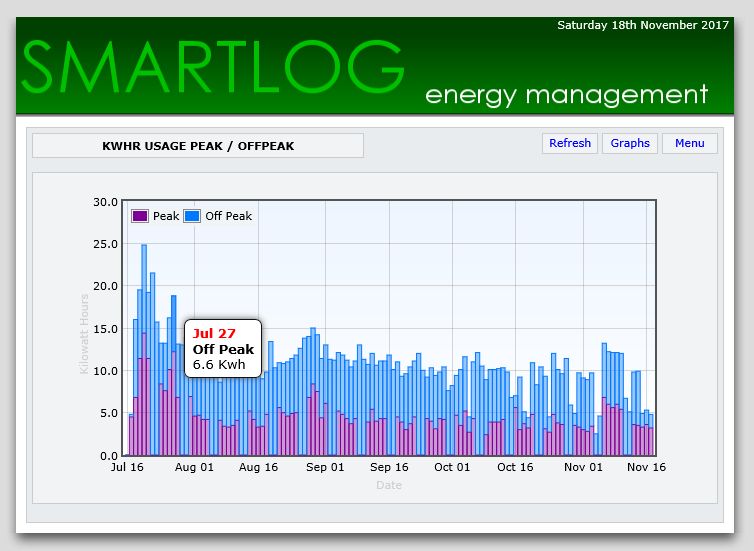 Saturday 18th November 2017
SMARTLOG
energy management
KWHR USAGE PEAK / OFFPEAK
Refresh
Graphs
Menu
Peak
Off Peak
30.0
25.0
20.0
15.0
10.0
5.0
0.0
Kilowatt Hours
Jul 27
Off Peak
6.6 Kwh
Jul 16
Aug 01
Aug 16
Sep 01
Sep 16
Oct 01
Oct 16
Nov 01
Nov 16
Date